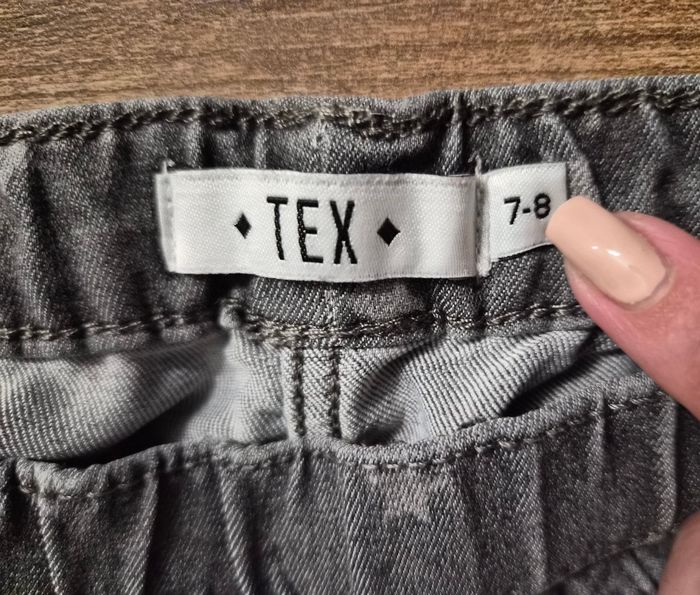 ♦ TEX ♦
7-8